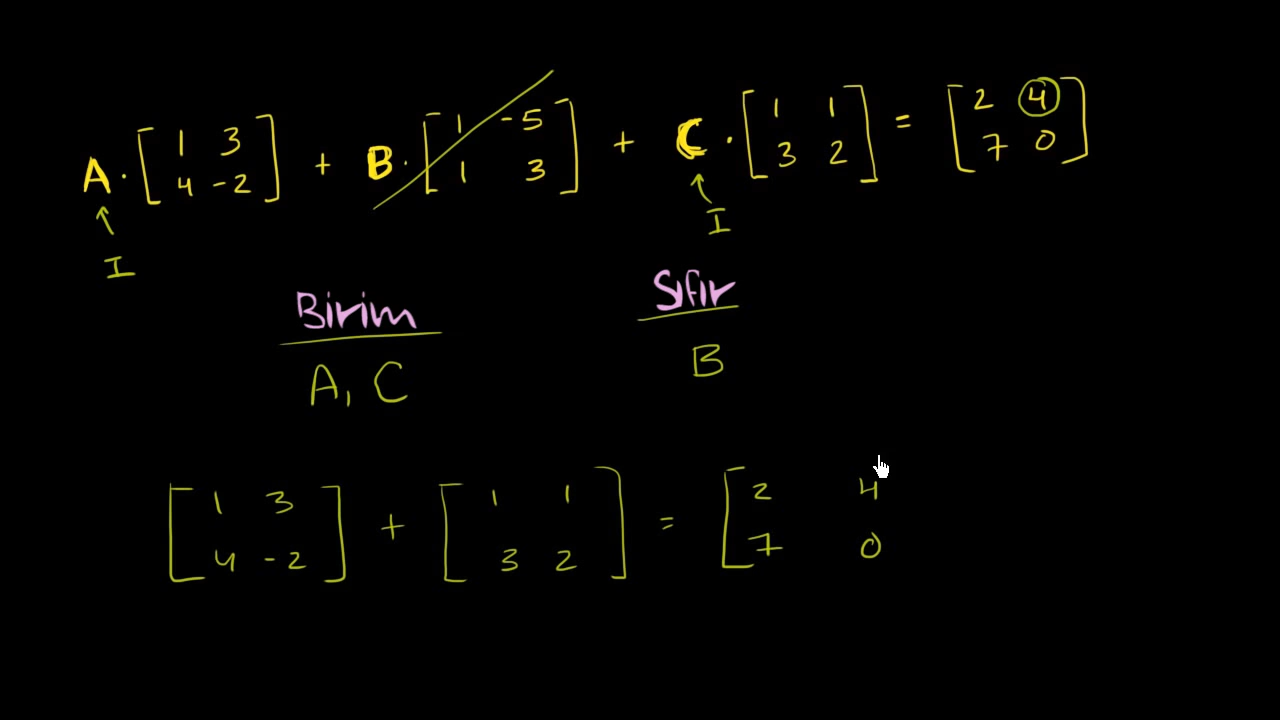 A · [1 3] + B · [1 -5] + C · [1 1] = [2 4]
[4 -2] [1 3] [3 2] [7 0]
I I
Birim Sıfır
A, C B
[1 3] + [1 1] = [2 4
[4 -2] [3 2] [7 0